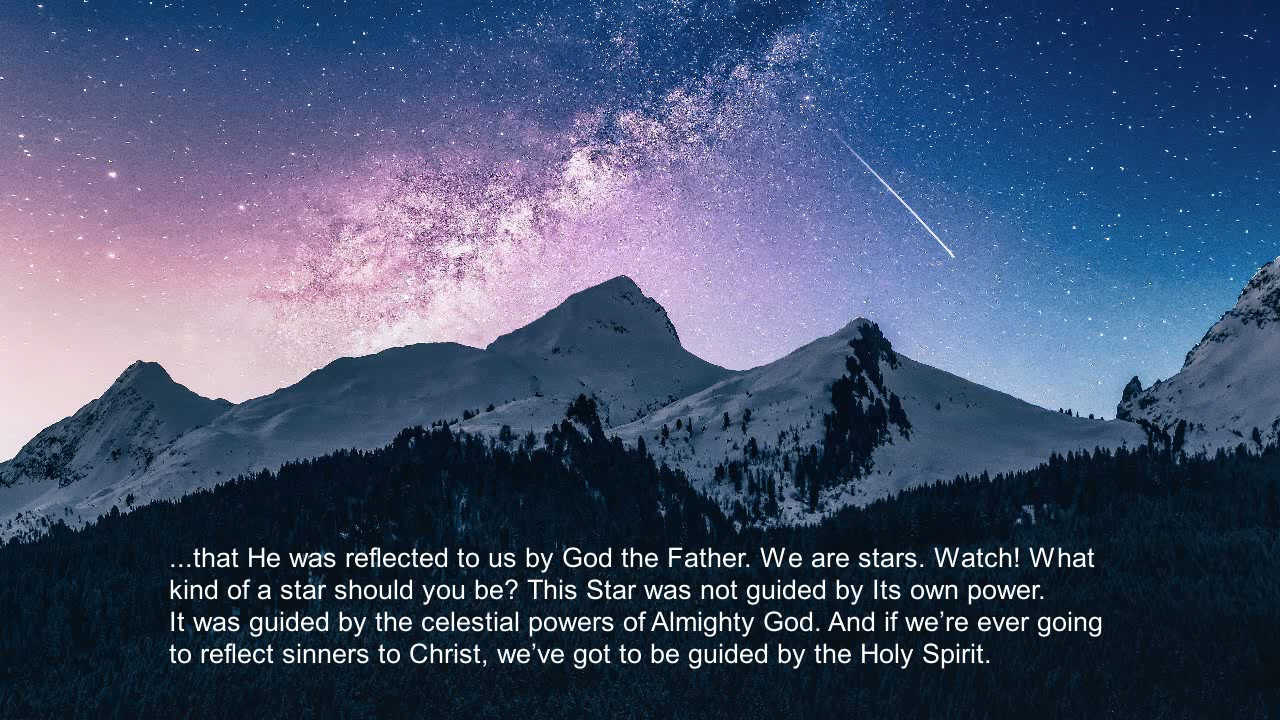 ...that He was reflected to us by God the Father. We are stars. Watch! What
kind of a star should you be? This Star was not guided by Its own power.
It was guided by the celestial powers of Almighty God. And if we’re ever going
to reflect sinners to Christ, we’ve got to be guided by the Holy Spirit.